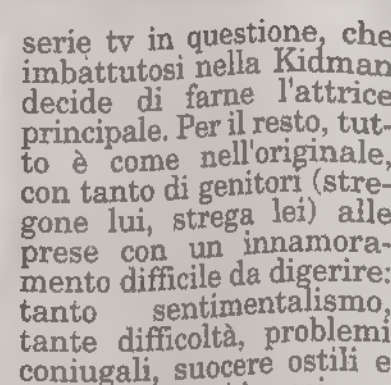 serie tv in questione, che
imbattutosi nella Kidman
decide di farne l'attrice
principale. Per il resto, tut-
to è come nell'originale,
con tanto di genitori (stre-
gone lui, strega lei) alle
prese con un innamora-
mento difficile da digerire:
tanto sentimentalismo,
tante difficoltà, problemi
coniugali, suocere ostili e